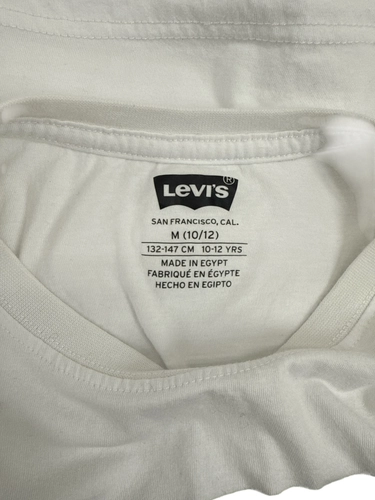 LEVI'S®
SAN FRANCISCO, CAL.
M (10/12)
132-147 CM 10-12 YRS
MADE IN EGYPT
FABRIQUÉ EN ÉGYPTE
HECHO EN EGIPTO